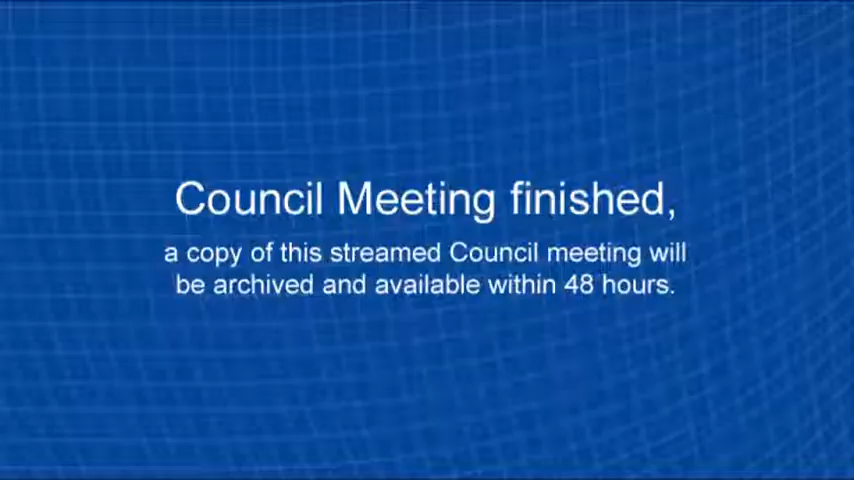 Council Meeting finished,
a copy of this streamed Council meeting will
be archived and available within 48 hours.